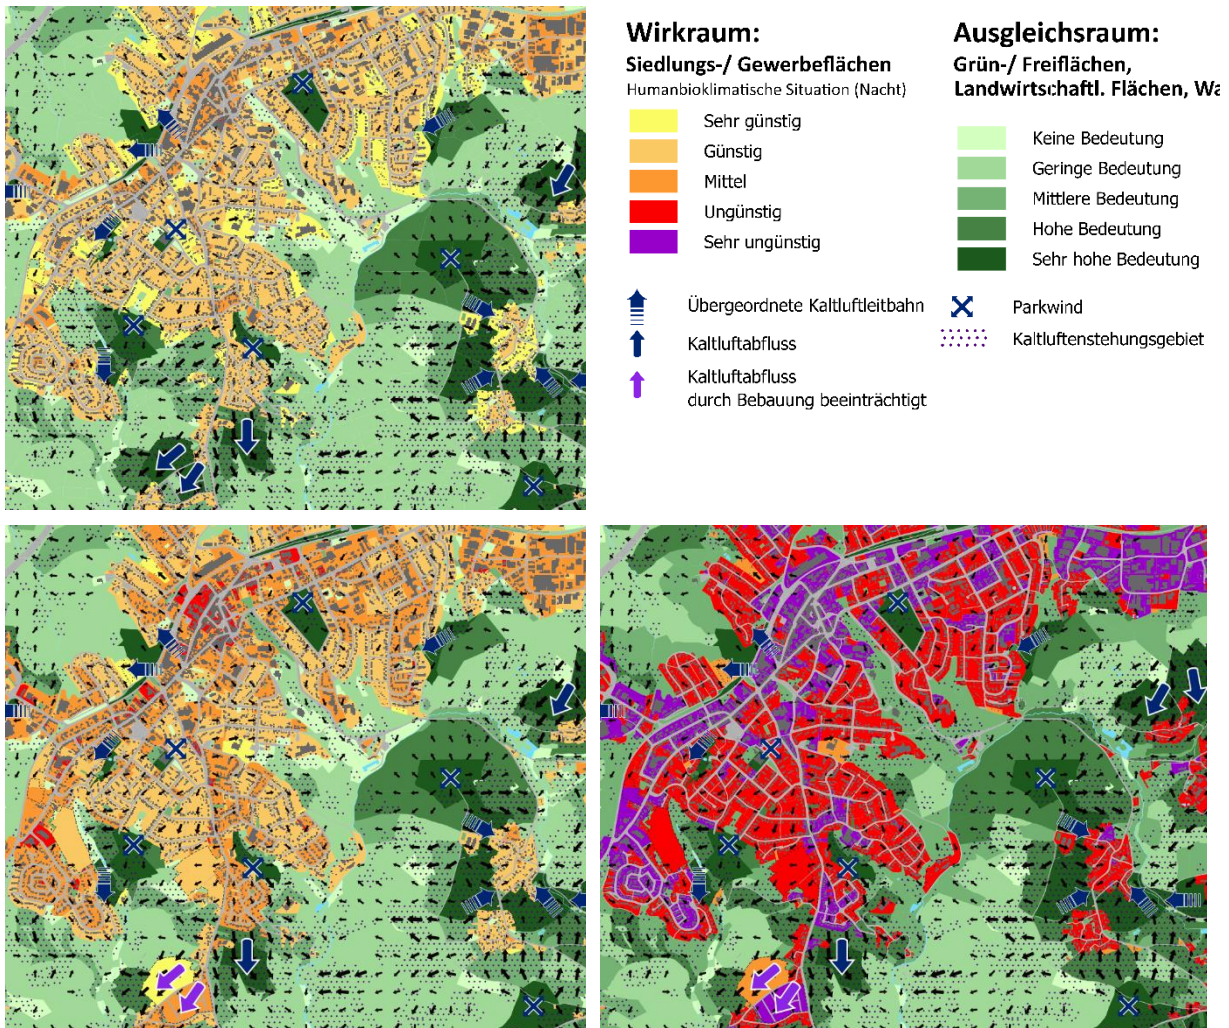 Wirkraum:
Siedlungs-/ Gewerbeflächen
Humanbioklimatische Situation (Nacht)
Sehr günstig
Günstig
Mittel
Ungünstig
Sehr ungünstig
Übergeordnete Kaltluftleitbahn
Kaltluftabfluss
Kaltluftabfluss
durch Bebauung beeinträchtigt
Ausgleichsraum:
Grün-/ Freiflächen,
Landwirtschaftl. Flächen, Wa
Keine Bedeutung
Geringe Bedeutung
Mittlere Bedeutung
Hohe Bedeutung
Sehr hohe Bedeutung
Parkwind
Kaltluftenstehungsgebiet